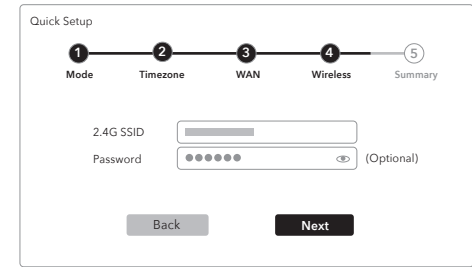 Quick Setup
1 2 3 4 5
Mode Timezone WAN Wireless Summary
2.4G SSID
Password (Optional)
Back Next